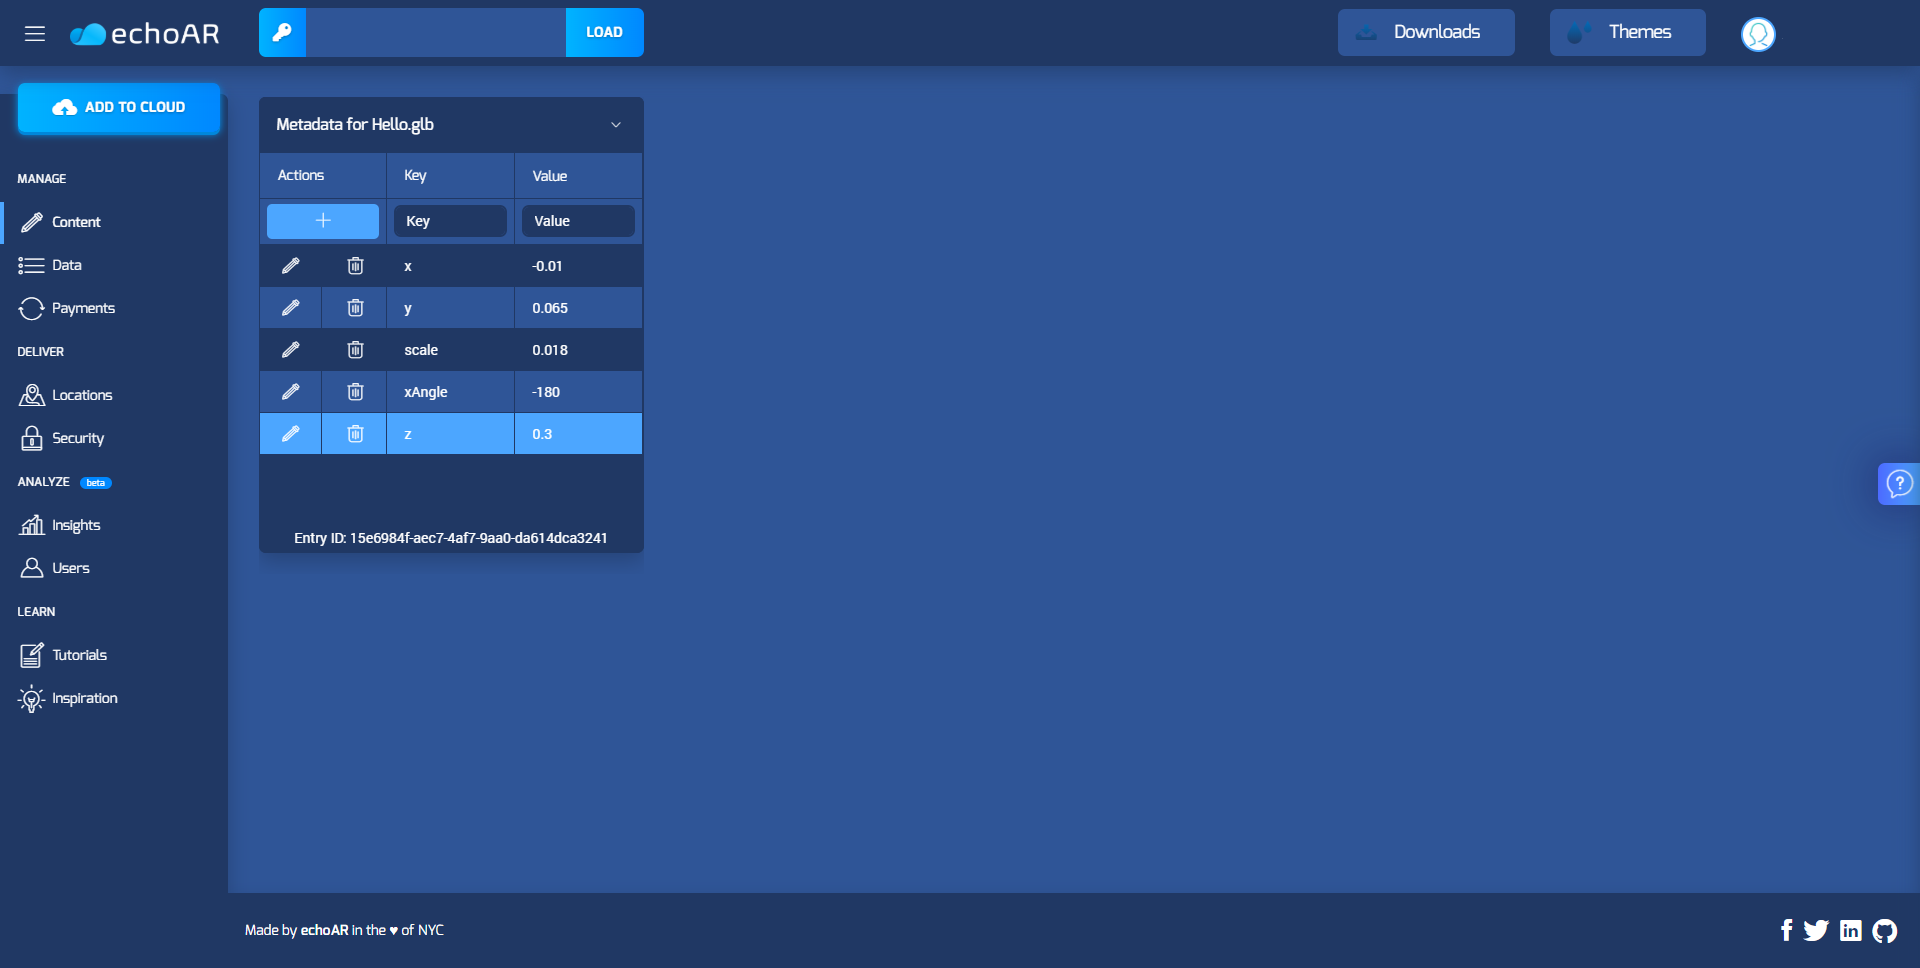 echoAR
LOAD
Downloads
Themes
ADD TO CLOUD
MANAGE
Content
Data
Payments
DELIVER
Locations
Security
ANALYZE beta
Insights
Users
LEARN
Tutorials
Inspiration
Metadata for Hello.glb
Actions Key Value
+ Key Value
x -0.01
y 0.065
scale 0.018
xAngle -180
z 0.3
Entry ID: 15e6984f-aec7-4af7-9aa0-da614dca3241
?
Made by echoAR in the ♥ of NYC
f in